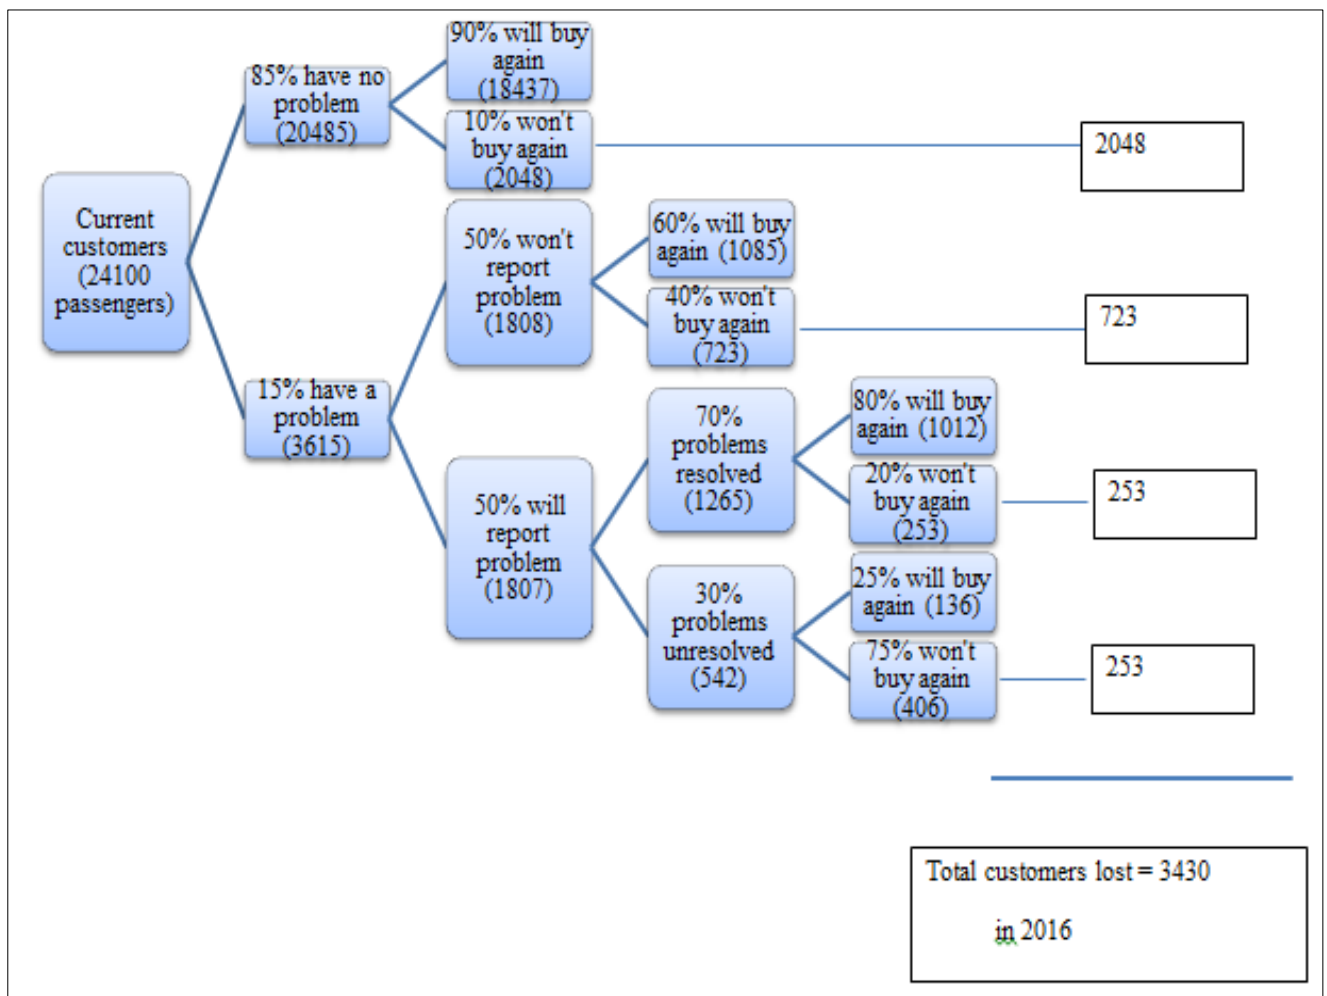 Current
customers
(24100
passengers)
85% have no
problem
(20485)
90% will buy
again
(18437)
10% won't
buy again
(2048)
2048
15% have a
problem
(3615)
50% won't
report
problem
(1808)
60% will buy
again (1085)
40% won't
buy again
(723)
723
50% will
report
problem
(1807)
70%
problems
resolved
(1265)
80% will buy
again (1012)
20% won't
buy again
(253)
253
30%
problems
unresolved
(542)
25% will buy
again (136)
75% won't
buy again
(406)
253
Total customers lost = 3430
in 2016